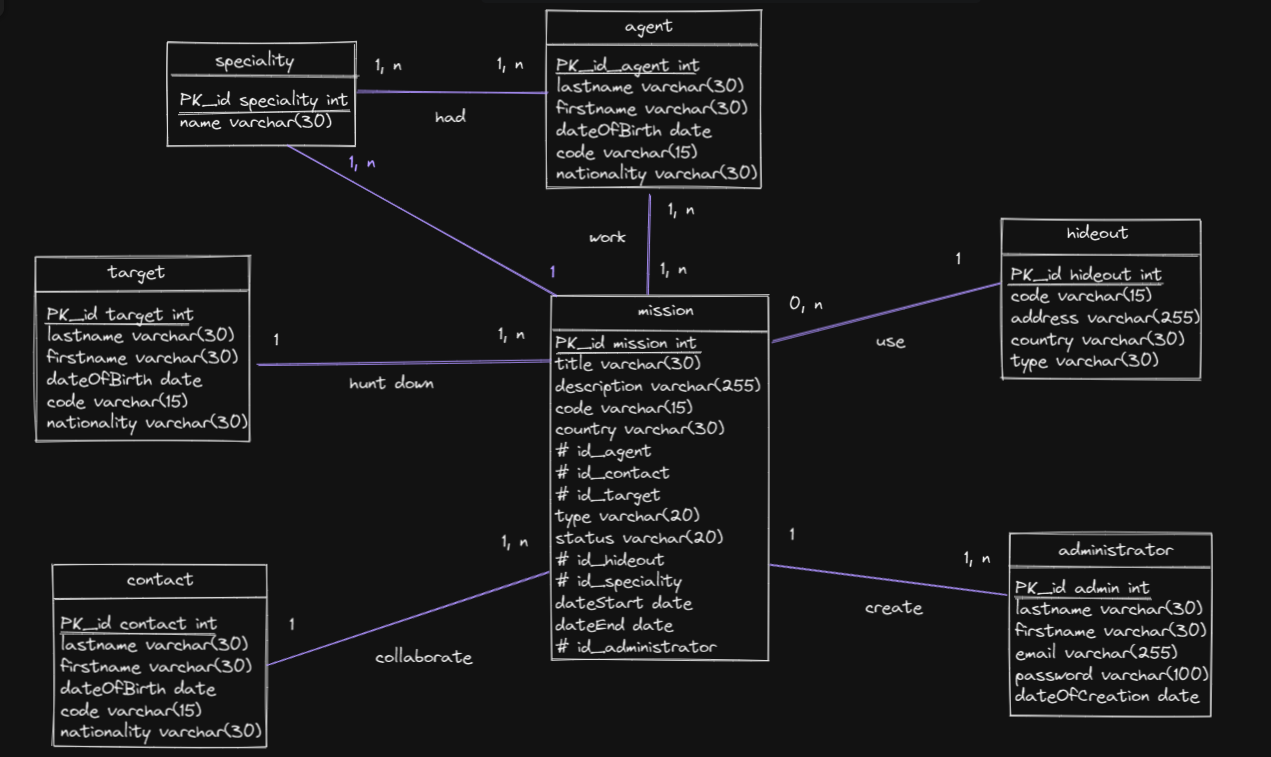 agent
PK_id_agent int
lastname varchar(30)
firstname varchar(30)
dateOfBirth date
code varchar(15)
nationality varchar(30)
speciality
PK_id speciality int
name varchar(30)
1, n
1, n
had
1, n
1
1, n
work
1, n
target
PK_id target int
lastname varchar(30)
firstname varchar(30)
dateOfBirth date
code varchar(15)
nationality varchar(30)
1
1, n
hunt down
mission
PK_id mission int
title varchar(30)
description varchar(255)
code varchar(15)
country varchar(30)
# id_agent
# id_contact
# id_target
type varchar(20)
status varchar(20)
# id_hideout
# id_speciality
dateStart date
dateEnd date
# id_administrator
hideout
PK_id hideout int
code varchar(15)
address varchar(255)
country varchar(30)
type varchar(30)
1
0, n
use
contact
PK_id contact int
lastname varchar(30)
firstname varchar(30)
dateOfBirth date
code varchar(15)
nationality varchar(30)
1, n
1
collaborate
1
1, n
create
administrator
PK_id admin int
lastname varchar(30)
firstname varchar(30)
email varchar(255)
password varchar(100)
dateOfCreation date